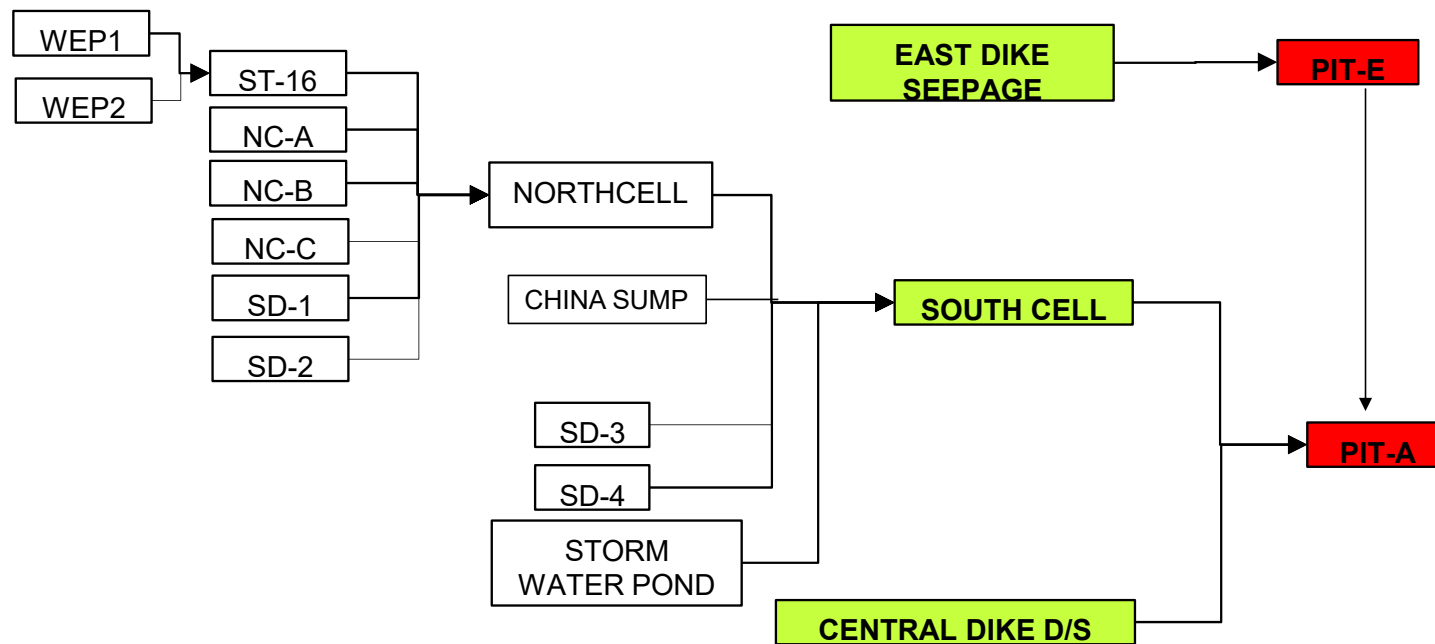 WEP1
WEP2
ST-16
NC-A
NC-B
NC-C
SD-1
SD-2
NORTHCELL
CHINA SUMP
SD-3
SD-4
STORM
WATER POND
EAST DIKE
SEEPAGE
PIT-E
SOUTH CELL
PIT-A
CENTRAL DIKE D/S